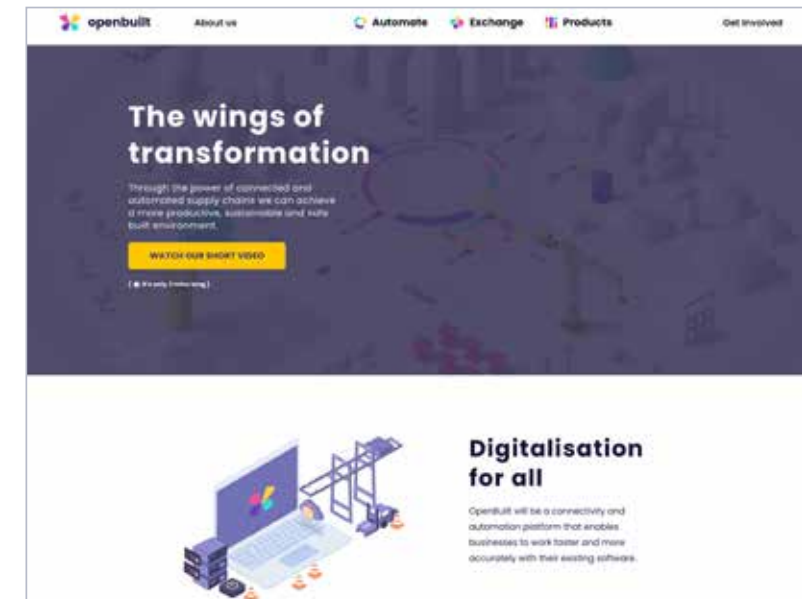 openbuilt
About us
Automate
Exchange
Products
Get Involved
The wings of
transformation
Through the power of connected and
automated supply chains we can achieve
a more productive, sustainable and safe
built environment.
WATCH OUR SHORT VIDEO
Digitalisation
for all
OpenBuilt will be a connectivity and
automation platform that enables
businesses to work faster and more
accurately with their existing software.